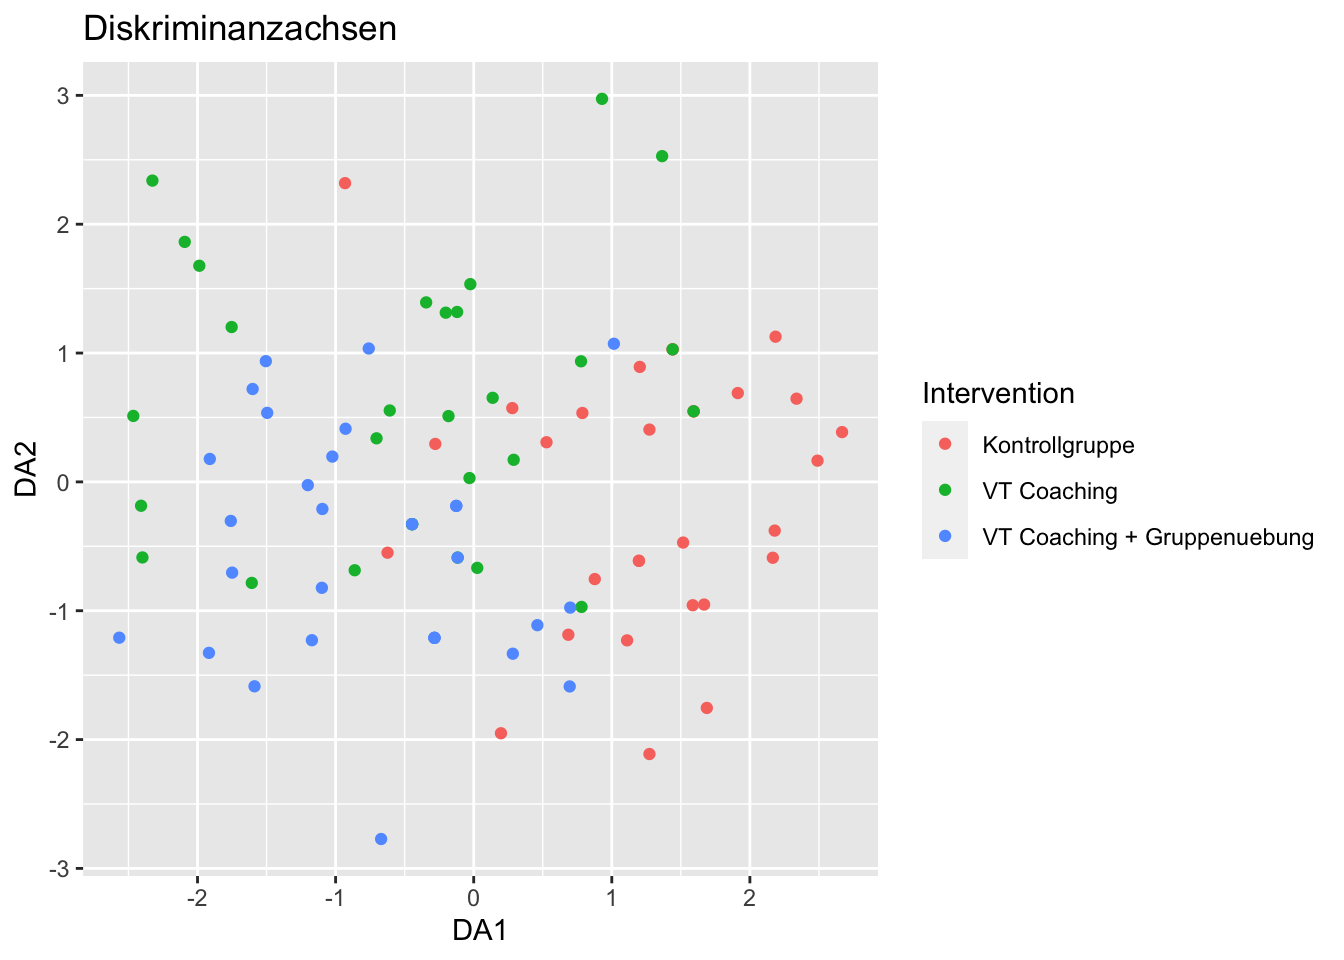 Diskriminanzachsen
3
2
1
0
-1
-2
-3
DA2
-2
-1
0
1
2
DA1
Intervention
Kontrollgruppe
VT Coaching
VT Coaching + Gruppenuebung